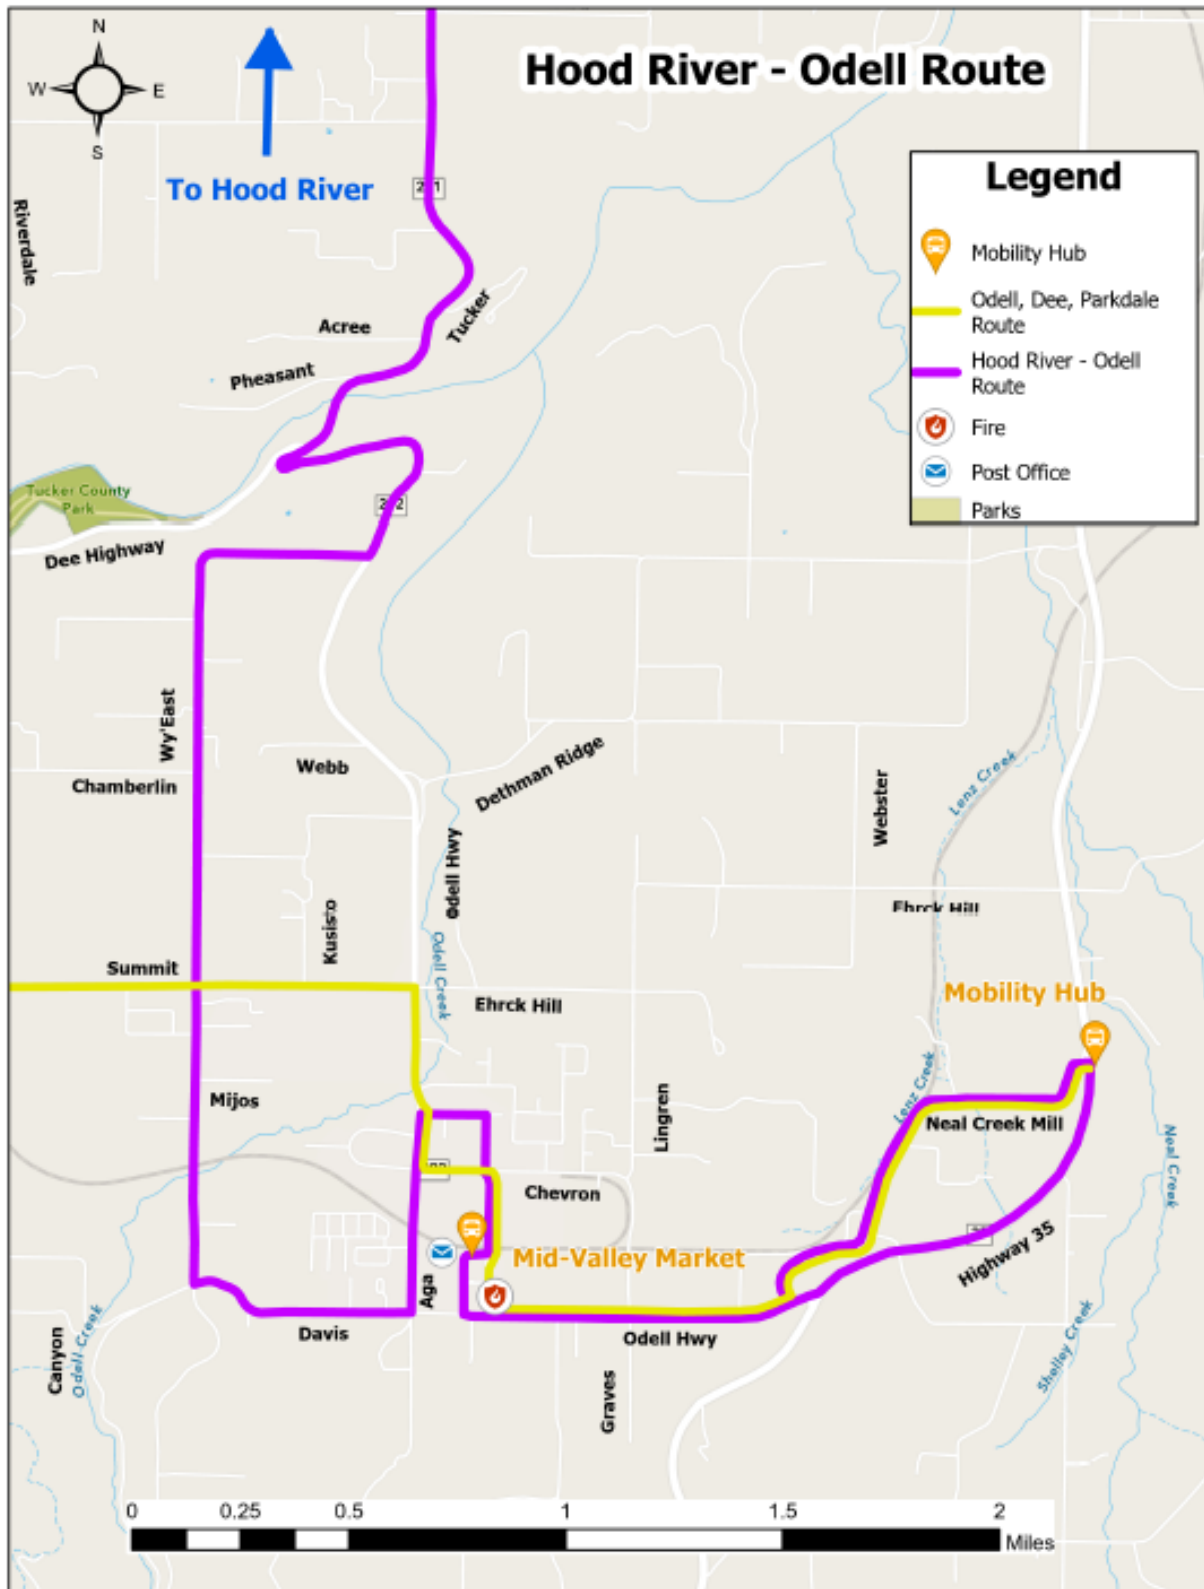 N
W
E
S
Hood River - Odell Route
To Hood River
Legend
Mobility Hub
Odell, Dee, Parkdale
Route
Hood River - Odell
Route
Fire
Post Office
Parks
Riverdale
Acree
Tucker
Pheasant
Tucker County
Park
Dee Highway
Wy'East
Webb
Chamberlin
Dethman Ridge
Lenz Creek
Webster
Odell Hwy
Kusisto
Ehrck Hill
Odell Creek
Summit
Ehrck Hill
Mobility Hub
Mijos
Lingren
Lenz Creek
Neal Creek Mill
Neal Creek
Chevron
Mid-Valley Market
Highway 35
Aga
Davis
Odell Hwy
Canyon
Odell Creek
Graves
Shelley Creek
0
0.25
0.5
1
1.5
2
Miles